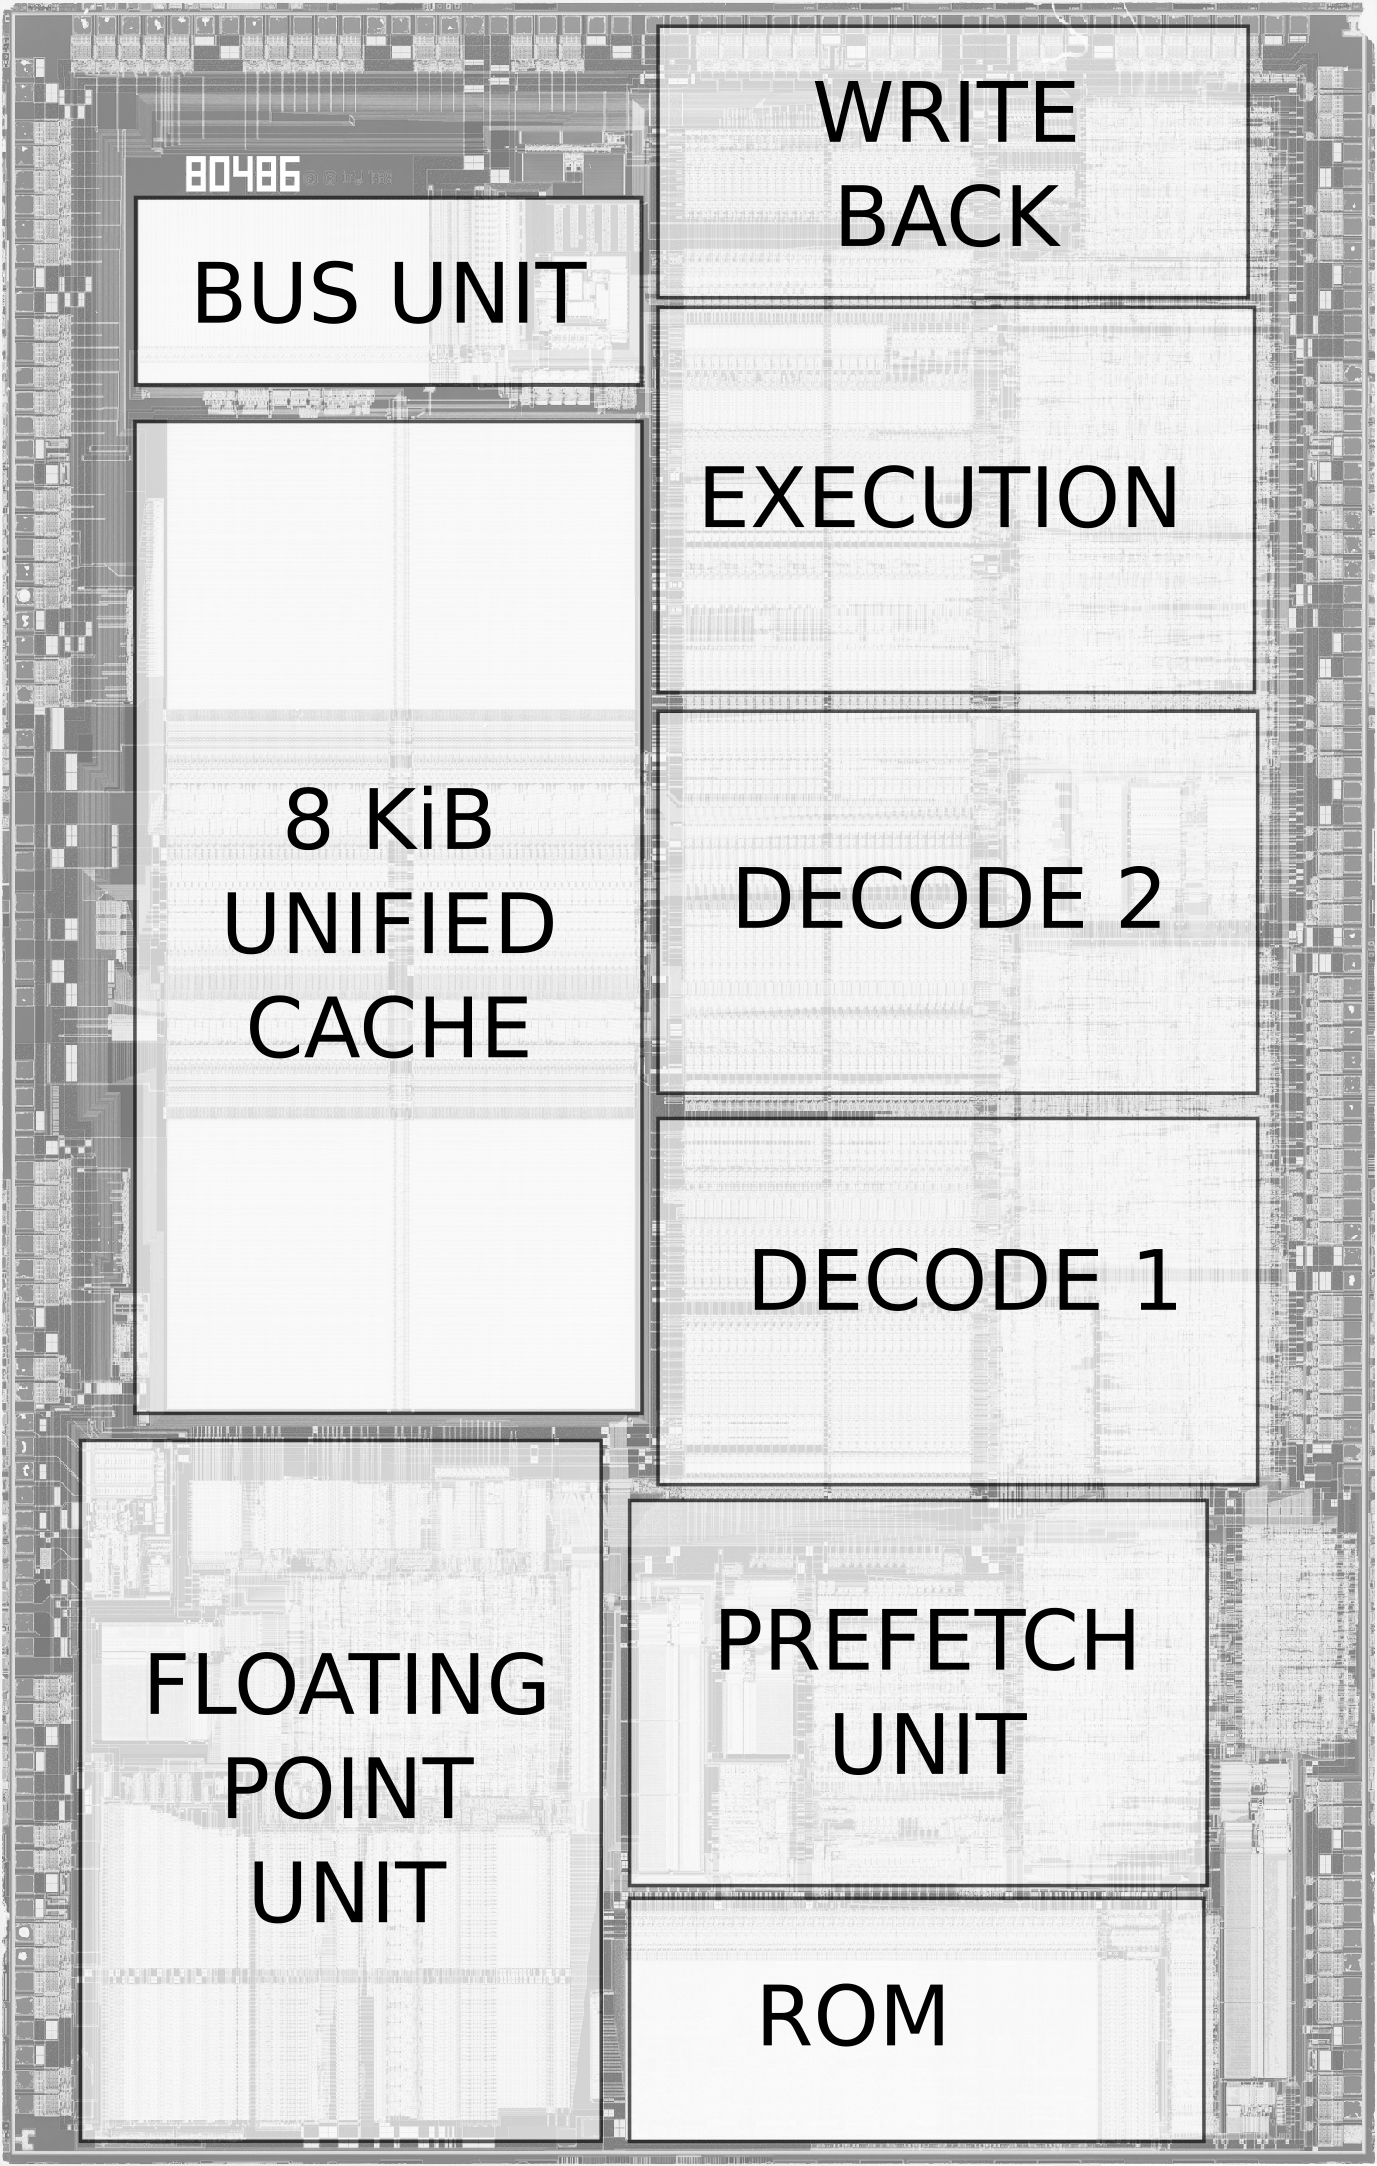 80486
BUS UNIT
8 KiB
UNIFIED
CACHE
FLOATING
POINT
UNIT
WRITE
BACK
EXECUTION
DECODE 2
DECODE 1
PREFETCH
UNIT
ROM